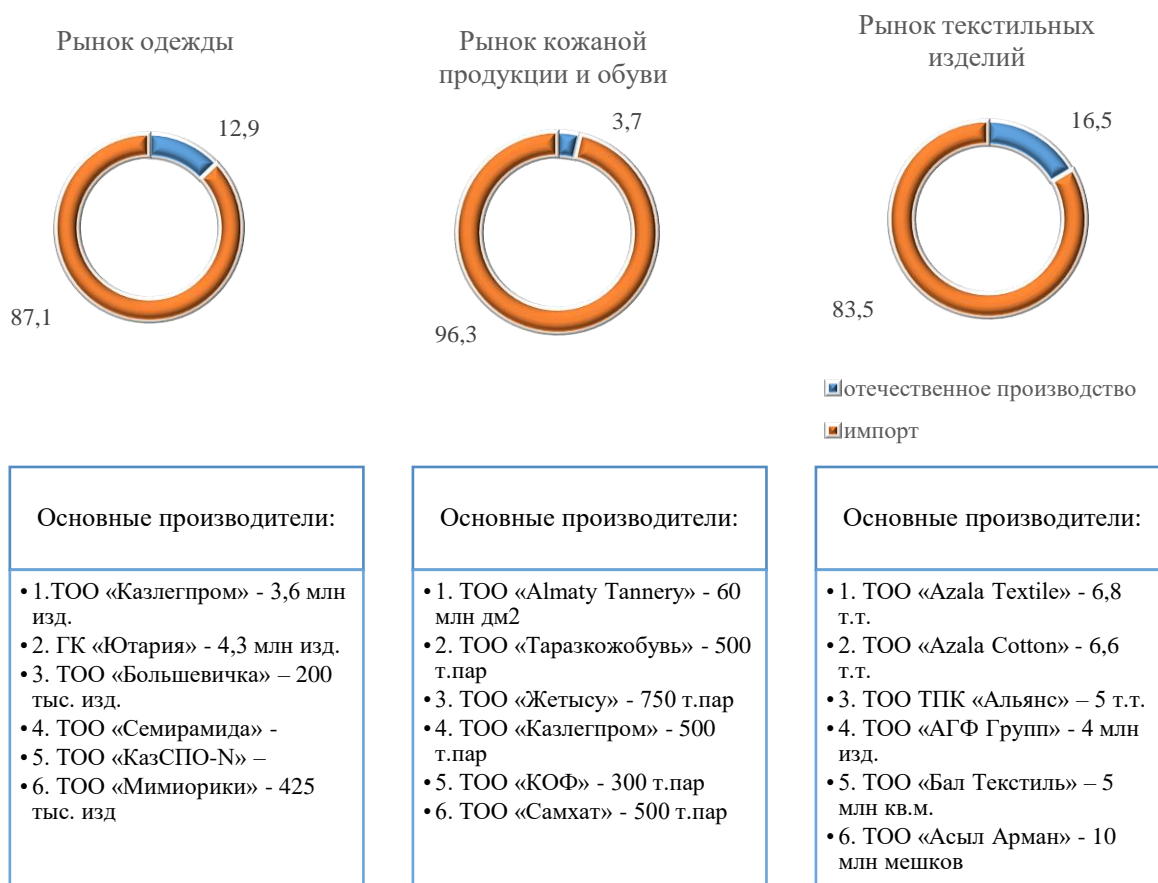 Рынок одежды
12,9
87,1
Рынок кожаной
продукции и обуви
3,7
96,3
Рынок текстильных
изделий
16,5
83,5
отечественное производство
импорт
Основные производители:
• 1.ТОО «Казлегпром» - 3,6 млн
изд.
• 2. ГК «Ютария» - 4,3 млн изд.
• 3. ТОО «Большевичка» – 200
тыс. изд.
• 4. ТОО «Семирамида» -
• 5. ТОО «КазСПО-N» –
• 6. ТОО «Мимиорики» - 425
тыс. изд
Основные производители:
• 1. ТОО «Almaty Tannery» - 60
млн дм2
• 2. ТОО «Таразкожобувь» - 500
т.пар
• 3. ТОО «Жетысу» - 750 т.пар
• 4. ТОО «Казлегпром» - 500
т.пар
• 5. ТОО «КОФ» - 300 т.пар
• 6. ТОО «Самхат» - 500 т.пар
Основные производители:
• 1. ТОО «Azala Textile» - 6,8
т.т.
• 2. ТОО «Azala Cotton» - 6,6
т.т.
• 3. ТОО ТПК «Альянс» – 5 т.т.
• 4. ТОО «АГФ Групп» - 4 млн
изд.
• 5. ТОО «Бал Текстиль» – 5
млн кв.м.
• 6. ТОО «Асыл Арман» - 10
млн мешков